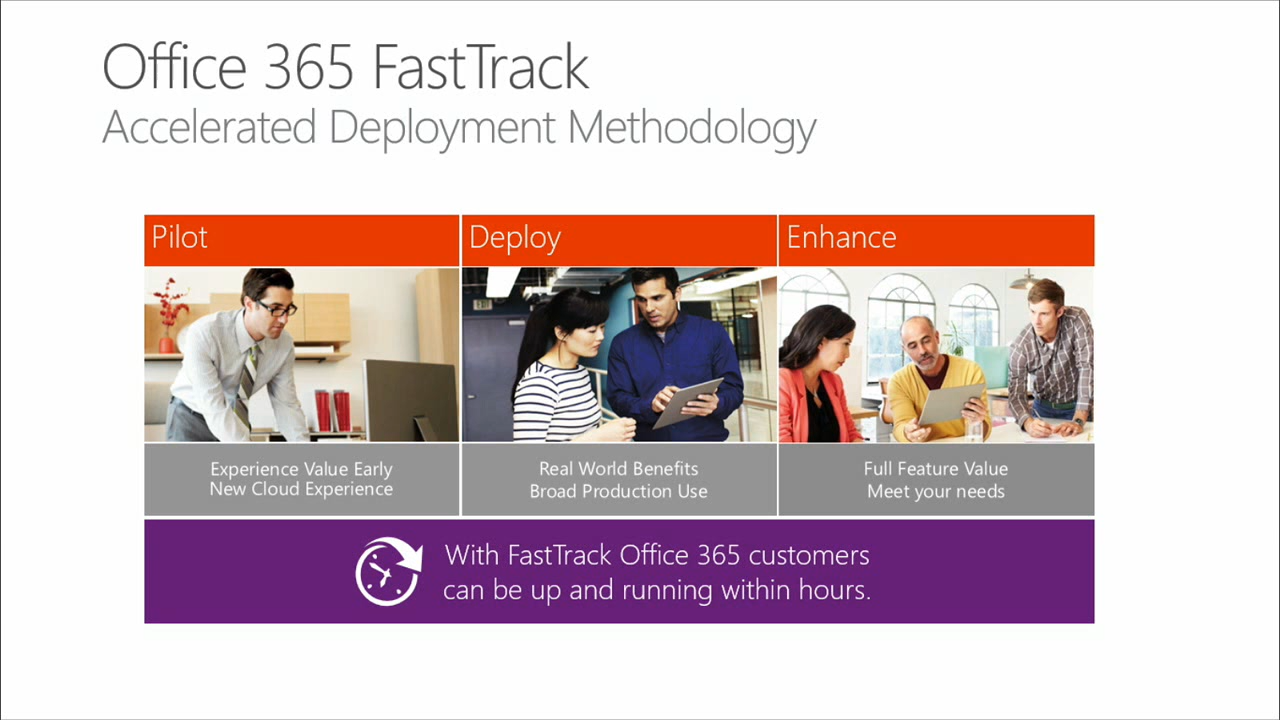 Office 365 FastTrack
Accelerated Deployment Methodology
Pilot
Deploy
Enhance
EXIT
Experience Value Early
New Cloud Experience
Real World Benefits
Broad Production Use
Full Feature Value
Meet your needs
With FastTrack Office 365 customers
can be up and running within hours.